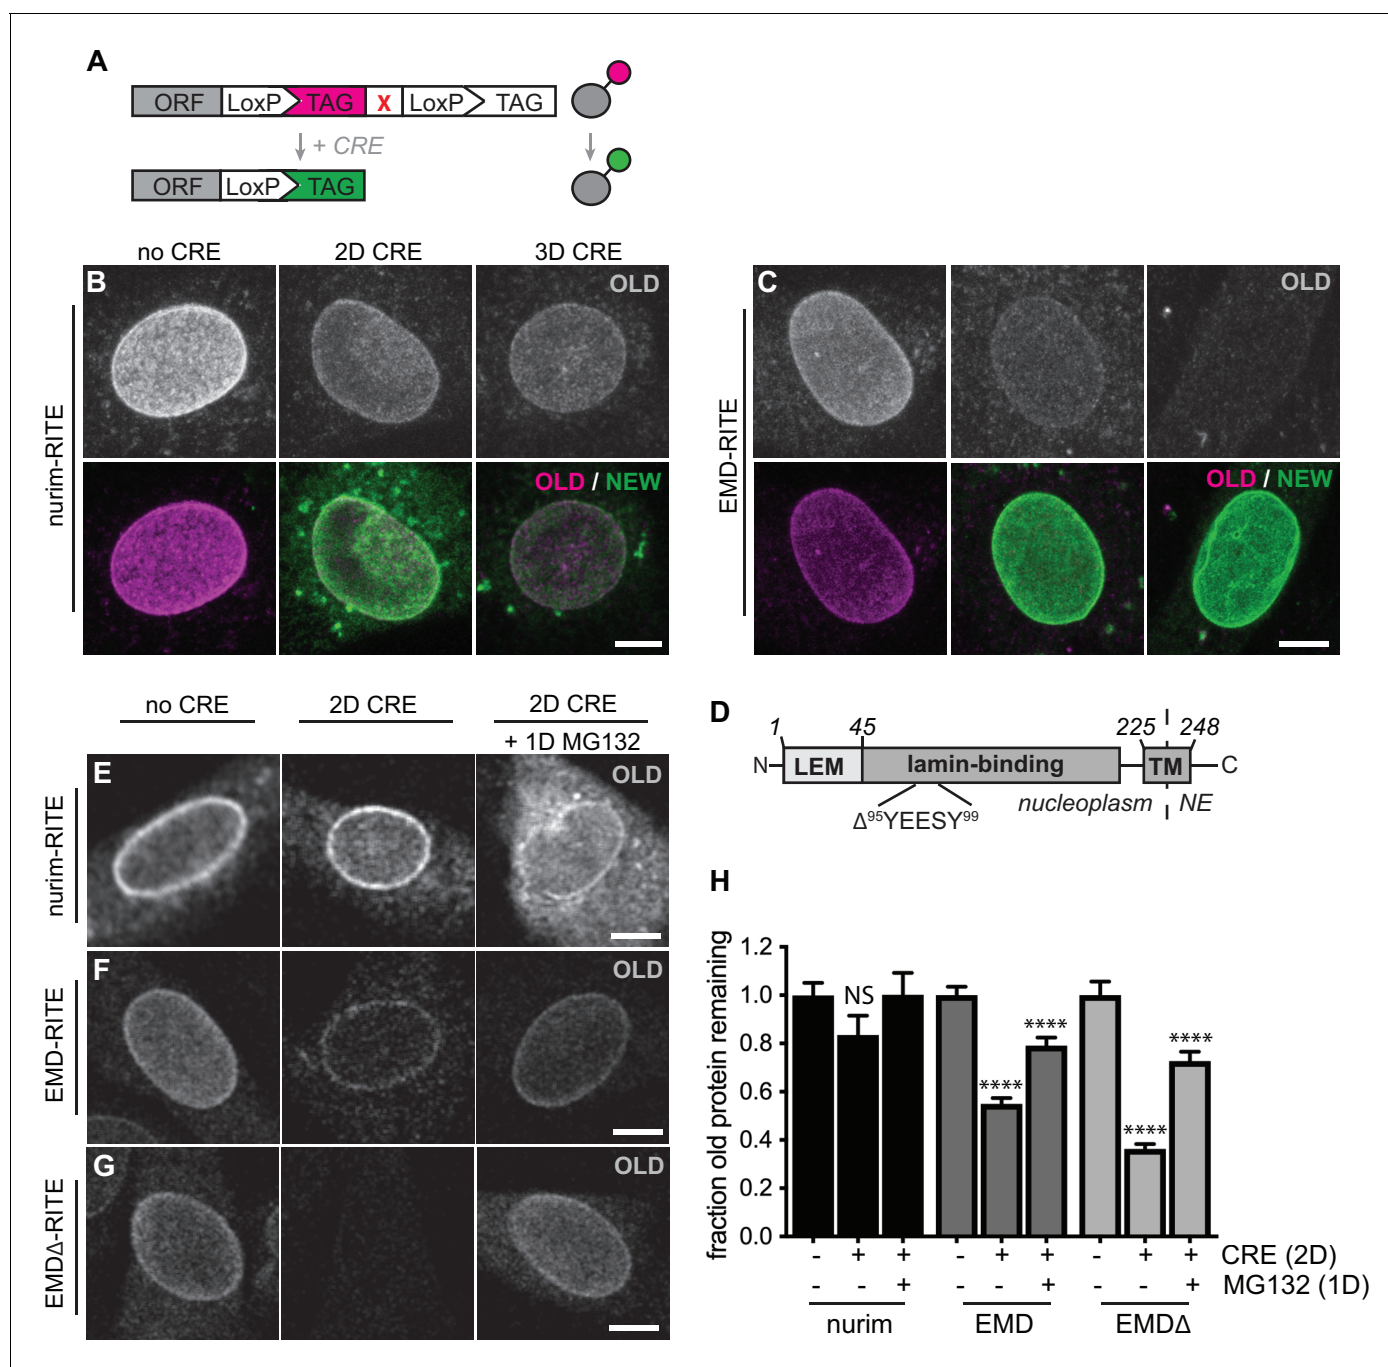 A
ORF LoxP TAG X LoxP TAG
+ CRE
ORF LoxP TAG
no CRE 2D CRE 3D CRE
B OLD
nurim-RITE
OLD / NEW
C OLD
EMD-RITE
OLD / NEW
no CRE 2D CRE 2D CRE
+ 1D MG132
E OLD
nurim-RITE
F OLD
EMD-RITE
G OLD
EMDΔ-RITE
D
1 45 225 248
N LEM lamin-binding TM C
nucleoplasm NE
Δ⁹⁵YEESY⁹⁹
H
fraction old protein remaining
1.2
1.0
0.8
0.6
0.4
0.2
0.0
NS
**** ****
**** ****
- + + - + + - + + CRE (2D)
- - + - - + - - + MG132 (1D)
nurim EMD EMDΔ